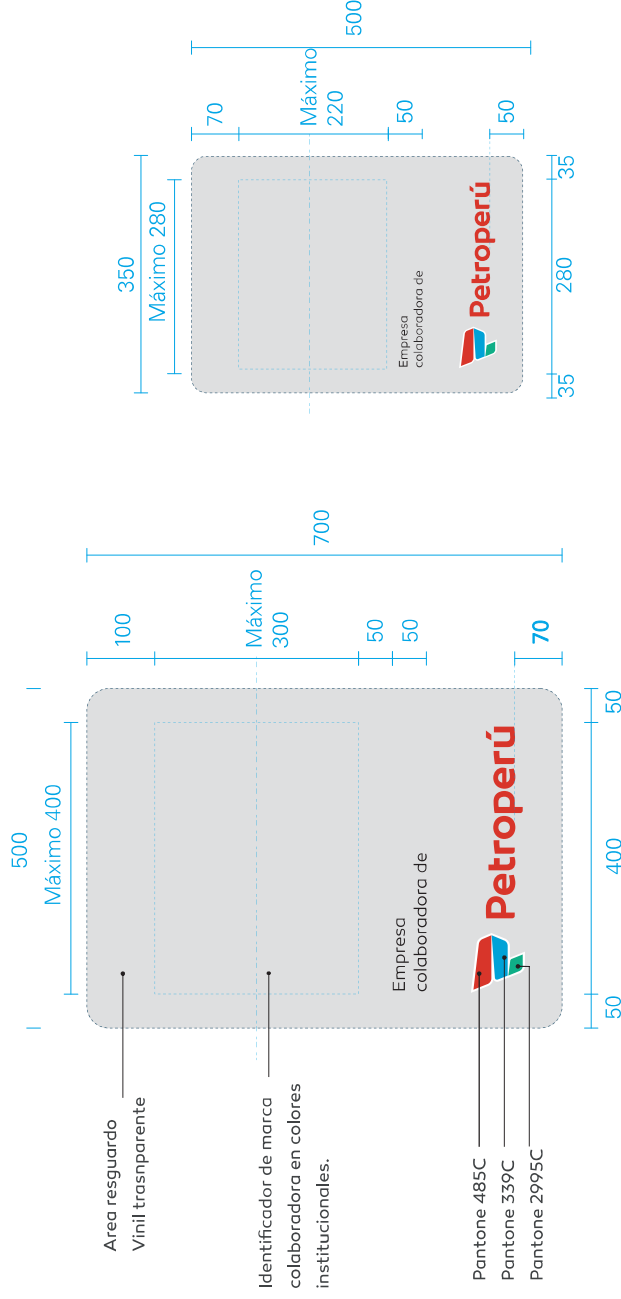 500
Máximo 400
Area resguardo
Vinil trasnparente
100
Identificador de marca
colaboradora en colores
institucionales.
Máximo
300
50
50
Empresa
colaboradora de
Petroperú
Pantone 485C
Pantone 339C
Pantone 2995C
70
700
50
400
50
350
Máximo 280
70
Máximo
220
50
500
Empresa
colaboradora de
Petroperú
50
35
280
35